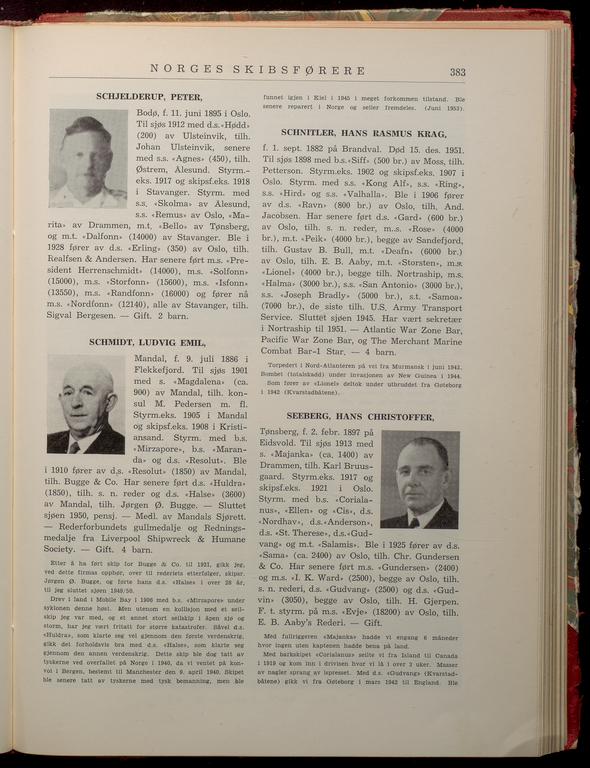 NORGES SKIBSFØRERE
383
SCHJELDERUP, PETER,
Bodø, f. 11. juni 1895 i Oslo.
Til sjøs 1912 med d.s. «Hødd»
(200) av Ulsteinvik, tilh.
Johan Ulsteinvik, senere
med s.s. «Agnes» (450), tilh.
Østrem, Ålesund. Styrm.-
eks. 1917 og skipsf.eks. 1918
i Stavanger. Styrm. med
s.s. «Skolma» av Ålesund,
s.s. «Remus» av Oslo, «Ma-
rita» av Drammen, m.t. «Bello» av Tønsberg,
og m.t. «Dalfonn» (14000) av Stavanger. Ble i
1928 fører av d.s. «Erling» (350) av Oslo, tilh.
Realfsen & Andersen. Har senere ført m.s. «Pre-
sident Herrenschmidt» (14000), m.s. «Solfonn»
(15000), m.s. «Storfonn» (15600), m.s. «Isfonn»
(13550), m.s. «Randfonn» (16000) og fører nå
m.s. «Nordfonn» (12140), alle av Stavanger, tilh.
Sigval Bergesen. — Gift. 2 barn.
SCHMIDT, LUDVIG EMIL,
Mandal, f. 9. juli 1886 i
Flekkefjord. Til sjøs 1901
med s. «Magdalena» (ca.
900) av Mandal, tilh. kon-
sul M. Pedersen m. fl.
Styrm.eks. 1905 i Mandal
og skipsf.eks. 1908 i Kristi-
ansand. Styrm. med b.s.
«Mirzapore», b.s. «Maran-
da» og d.s. «Resolut». Ble
i 1910 fører av d.s. «Resolut» (1850) av Mandal,
tilh. Bugge & Co. Har senere ført d.s. «Huldra»
(1850), tilh. s. n. reder og d.s. «Halse» (3600)
av Mandal, tilh. Jørgen Ø. Bugge. — Sluttet
sjøen 1950, pensj. — Medl. av Mandals Sjørett.
— Rederforbundets gullmedalje og Rednings-
medalje fra Liverpool Shipwreck & Humane
Society. — Gift. 4 barn.
Etter å ha ført skip for Bugge & Co. til 1921, gikk jeg,
ved dette firmas opphør, over til rederiets etterfølger, skipsr.
Jørgen Ø. Bugge, og førte hans d.s. «Halse» i over 28 år,
til jeg sluttet sjøen 1949/50.
Drev i land i Mobile Bay i 1906 med b.s. «Mirzapore» under
syklonen denne høst. Men utenom en kollisjon med et seil-
skip jeg var med, og et annet stort seilskip i åpen sjø og
storm, har jeg vært fritatt for større katastrofer. Såvel d.s.
«Huldra», som klarte seg vel gjennom den første verdenskrig,
gikk det forholdsvis bra med d.s. «Halse», som klarte seg
gjennom den annen verdenskrig. Dette skip ble dog tatt av
tyskerne ved overfallet på Norge i 1940, da vi ventet på kon-
voi i Bergen, bestemt til Manchester den 9. april 1940. Skipet
ble senere tatt av tyskerne med tysk bemanning, men ble
funnet igjen i Kiel i 1945 i meget forkommen tilstand. Ble
senere reparert i Norge og seiler fremdeles. (Juni 1953).
SCHNITLER, HANS RASMUS KRAG,
f. 1. sept. 1882 på Brandval. Død 15. des. 1951.
Til sjøs 1898 med b.s. «Siff» (500 br.) av Moss, tilh.
Petterson. Styrm.eks. 1902 og skipsf.eks. 1907 i
Oslo. Styrm. med s.s. «Kong Alf», s.s. «Ring»,
s.s. «Hird» og s.s. «Valhalla». Ble i 1906 fører
av d.s. «Ravn» (800 br.) av Oslo, tilh. And.
Jacobsen. Har senere ført d.s. «Gard» (600 br.)
av Oslo, tilh. s. n. reder, m..s. «Rose» (4000
br.), m.t. «Peik» (4000 br.), begge av Sandefjord,
tilh. Gustav B. Bull, m.t. «Deafn» (6000 br.)
av Oslo, tilh. E. B. Aaby, m.t. «Storsten», m.s.
«Lionel» (4000 br.), begge tilh. Nortraship, m.s.
«Halma» (3000 br.), s.s. «San Antonio» (3000 br.),
s.s. «Joseph Bradly» (5000 br.), s.t. «Samoa»
(7000 br.), de siste tilh. U.S. Army Transport
Service. Sluttet sjøen 1945. Har vært sekretær
i Nortraship til 1951. — Atlantic War Zone Bar,
Pacific War Zone Bar, og The Merchant Marine
Combat Bar–1 Star. — 4 barn.
Torpedert i Nord-Atlanteren på vei fra Murmansk i juni 1942.
Bombet (totalskadd) under invasjonen av New Guinea i 1944.
Som fører av «Lionel» deltok under utbruddet fra Gøteborg
i 1942 (Kvarstadbåtene).
SEEBERG, HANS CHRISTOFFER,
Tønsberg, f. 2. febr. 1897 på
Eidsvold. Til sjøs 1913 med
s. «Majanka» (ca. 1400) av
Drammen, tilh. Karl Bruus-
gaard. Styrm.eks. 1917 og
skipsf.eks. 1921 i Oslo.
Styrm. med b.s. «Coriala-
nus», «Ellen» og «Cis», d.s.
«Nordhav», d.s. «Anderson»,
d.s. «St. Therese», d.s. «Gud-
vang» og m.t. «Salamis». Ble i 1925 fører av d.s.
«Sama» (ca. 2400) av Oslo, tilh. Chr. Gundersen
& Co. Har senere ført m.s. «Gundersen» (2400)
og m.s. «I. K. Ward» (2500), begge av Oslo, tilh.
s. n. rederi, d.s. «Gudvang» (2500) og d.s. «Gud-
vin» (3050), begge av Oslo, tilh. H. Gjerpen.
F. t. styrm. på m.s. «Evje» (18200) av Oslo, tilh.
E. B. Aaby's Rederi. — Gift.
Med fullriggeren «Majanka» hadde vi engang 6 måneder
hvor ingen uten kapteinen hadde bena på land.
Med barkskipet «Corialanus» seilte vi fra Island til Canada
i 1919 og kom inn i drivisen hvor vi lå i over 3 uker. Masser
av nagler sprang av ispresset. Med d.s. «Gudvang» (Kvarstad-
båtene) gikk vi fra Gøteborg i mars 1942 til England. Ble